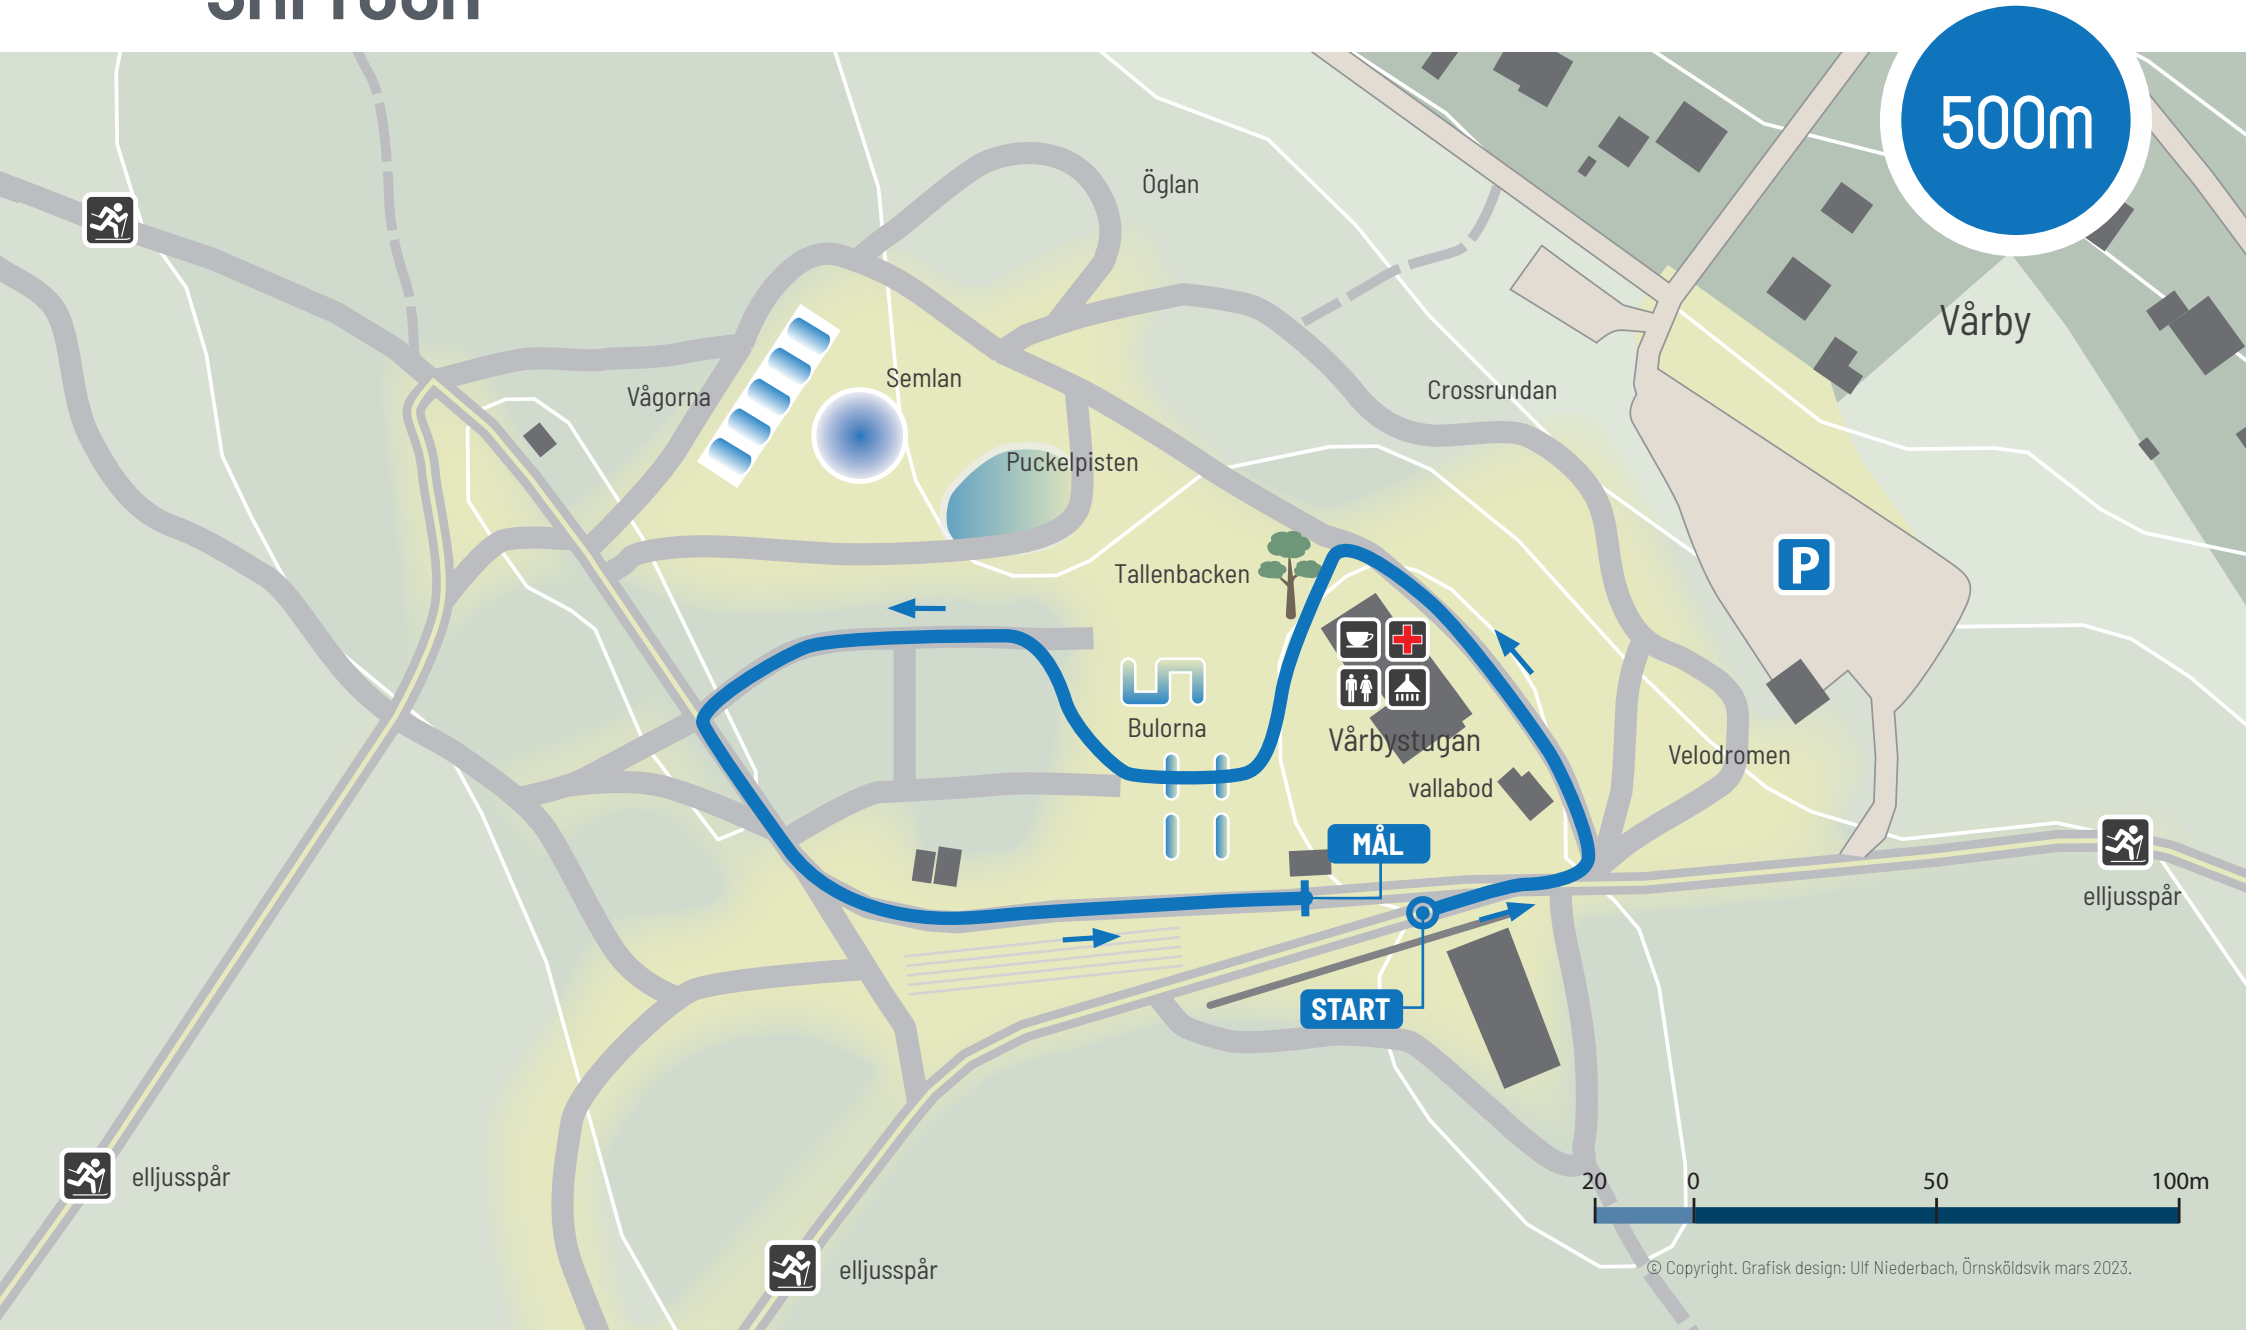 500m
Öglan
Vårby
Semlan
Vågorna
Crossrundan
Puckelpisten
Tallenbacken
Bulorna
Vårbystugan
P
Velodromen
vallabod
MÅL
elljusspår
START
elljusspår
20 0 50 100m
elljusspår
© Copyright. Grafisk design: Ulf Niederbach, Örnsköldsvik mars 2023.